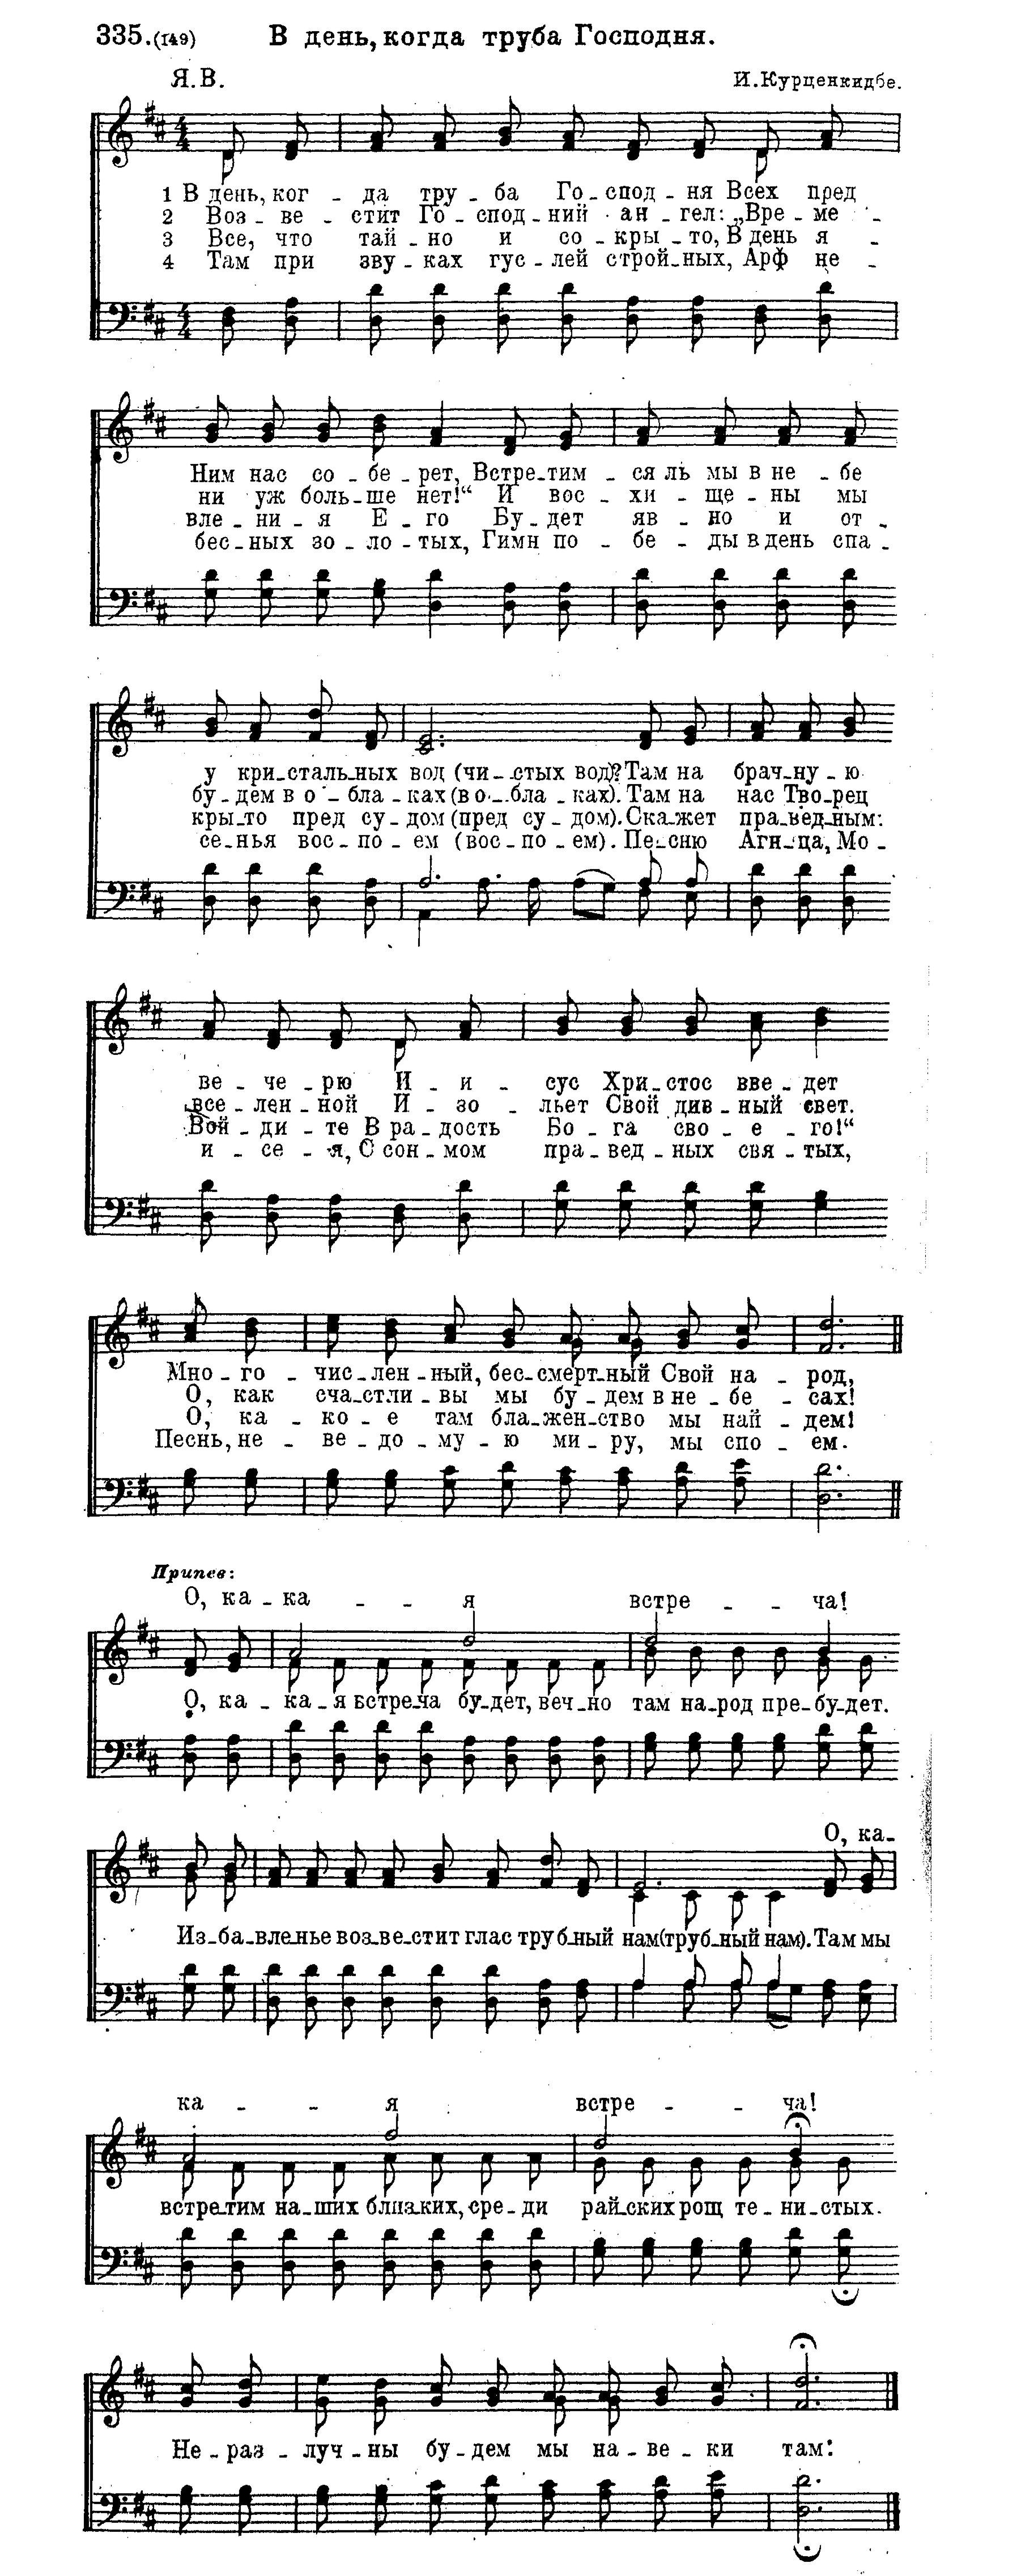 335.(149) В день, когда труба Господня.
Я.В. И.Курценкидбе.
1 В день, ког - да тру - ба Го -спод - ня Всех пред
2 Воз - ве - стит Го - спод - ний ан - гел: „Вре - ме -
3 Все, что тай - но и со - кры - то, В день я -
4 Там при зву - ках гус - лей строй - ных, Арф не -
Ним нас со - бе - рет, Встре - тим - ся ль мы в не - бе
ни уж боль - ше нет!“ И вос - хи - ще - ны мы
вле - ни - я Е - го Бу - дет яв - но и от -
бес - ных зо - ло - тых, Гимн по - бе - ды в день спа -
у кри - сталь - ных вод (чи - стых вод)? Там на брач - ну - ю
бу - дем в о - бла - ках (в о - бла - ках). Там на нас Тво - рец
кры - то пред су - дом (пред су - дом). Ска - жет пра - вед - ным:
се - нья вос - по - ем (вос - по - ем). Пе - сню Агн - ца, Мо -
ве - че - рю И - и - сус Хри - стос вве - дет
все - лен - ной И - зо - льет Свой див - ный свет.
Вой - ди - те В ра - дость Бо - га сво - е - го!“
и - се - я, С сон - мом пра - вед - ных свя - тых,
Мно - го - чис - лен - ный, бес - смерт - ный Свой на - род,
О, как сча - стли - вы мы бу - дем в не - бе - сах!
О, ка - ко - е там бла - жен - ство мы най - дем!
Песнь, не - ве - до - му - ю ми - ру, мы спо - ем.
Припев:
О, ка - ка - - - я встре - - - ча!
О, ка - ка - я встре - ча бу - дет, веч - но там на - род пре - бу - дет.
О, ка -
Из - ба - вле - нье воз - ве - стит глас труб - ный нам (труб - ный нам). Там мы
ка - - - я встре - - - ча!
встре - тим на - ших близ - ких, сре - ди рай - ских рощ те - ни - стых.
Не - раз - луч - ны бу - дем мы на - ве - ки там!